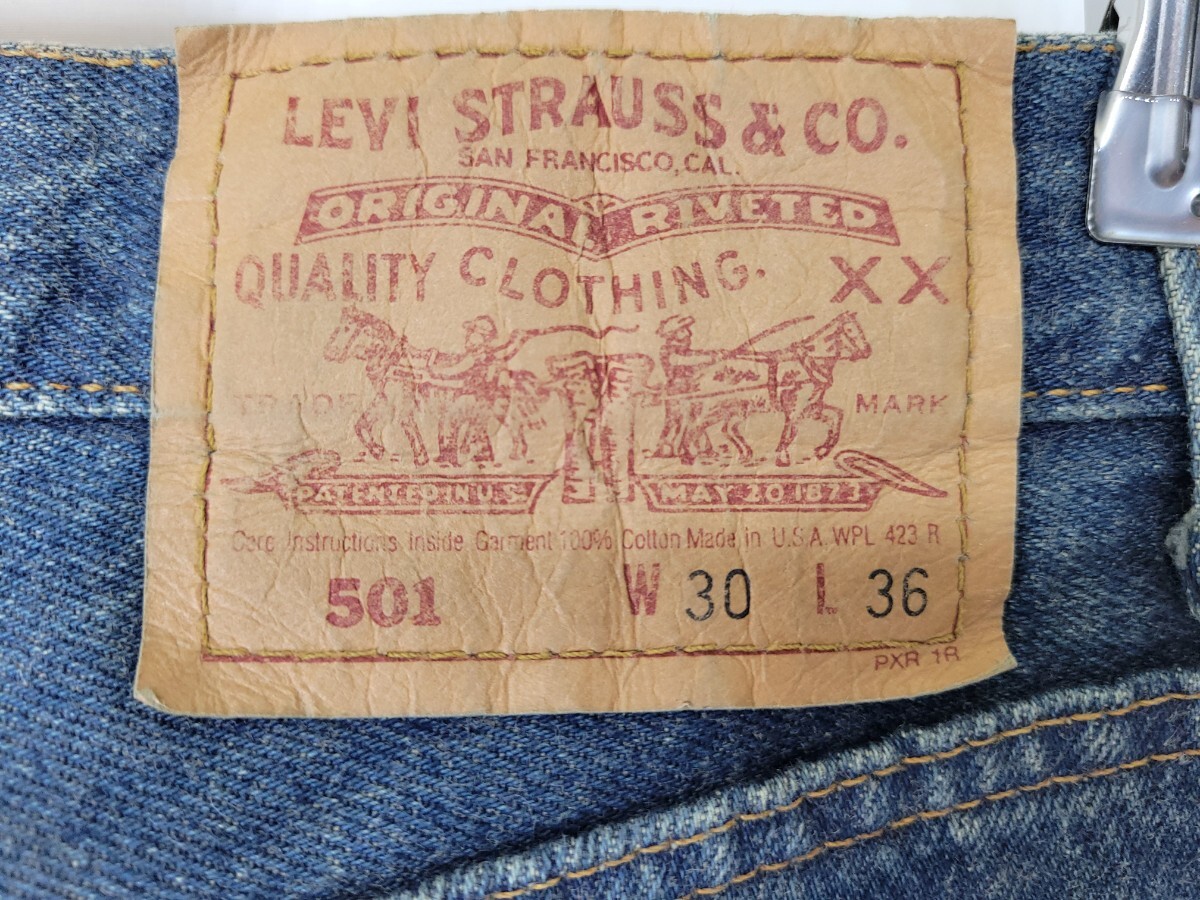 LEVI STRAUSS & CO.
SAN FRANCISCO, CAL.
ORIGINAL RIVETED
QUALITY CLOTHING. XX
TRADE MARK
PATENTED IN U.S. MAY 20 1873
Care Instructions Inside Garment 100% Cotton Made in U.S.A. WPL 423 R
501 W 30 L 36
PXR 1R